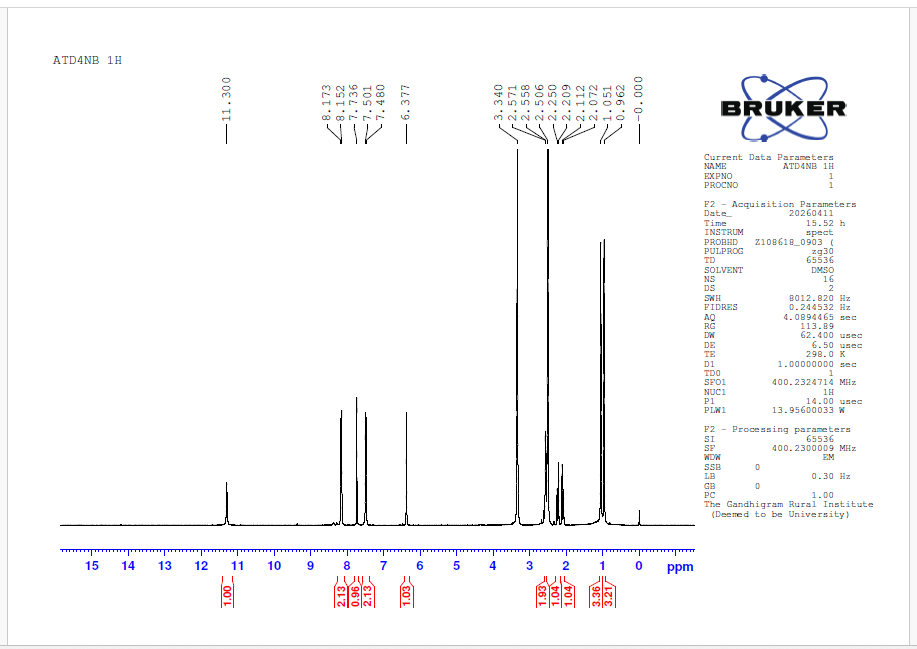 ATD4NB 1H
11.300
8.173
8.152
7.736
7.501
7.480
6.377
3.340
2.571
2.558
2.506
2.250
2.209
2.112
2.072
1.051
0.962
-0.000
BRUKER
Current Data Parameters
NAME ATD4NB 1H
EXPNO 1
PROCNO 1
F2 - Acquisition Parameters
Date_ 20260411
Time 15.52 h
INSTRUM spect
PROBHD Z108618_0903 (
PULPROG zg30
TD 65536
SOLVENT DMSO
NS 16
DS 2
SWH 8012.820 Hz
FIDRES 0.244532 Hz
AQ 4.0894465 sec
RG 113.89
DW 62.400 usec
DE 6.50 usec
TE 298.0 K
D1 1.00000000 sec
TD0 1
SFO1 400.2324714 MHz
NUC1 1H
P1 14.00 usec
PLW1 13.95600033 W
F2 - Processing parameters
SI 65536
SF 400.2300009 MHz
WDW EM
SSB 0
LB 0.30 Hz
GB 0
PC 1.00
The Gandhigram Rural Institute
(Deemed to be University)
15 14 13 12 11 10 9 8 7 6 5 4 3 2 1 0 ppm
1.00
2.13
0.96
2.13
1.03
1.93
1.04
1.04
3.36
3.21